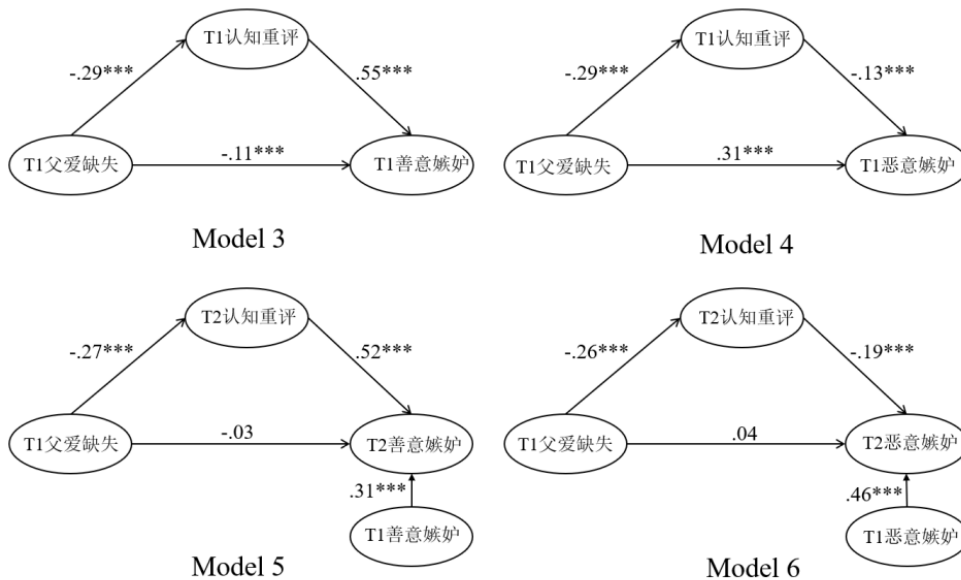 T1认知重评
-.29***
.55***
T1父爱缺失
-.11***
T1善意嫉妒
Model 3
T1认知重评
-.29***
-.13***
T1父爱缺失
.31***
T1恶意嫉妒
Model 4
T2认知重评
-.27***
.52***
T1父爱缺失
-.03
T2善意嫉妒
.31***
T1善意嫉妒
Model 5
T2认知重评
-.26***
-.19***
T1父爱缺失
.04
T2恶意嫉妒
.46***
T1恶意嫉妒
Model 6